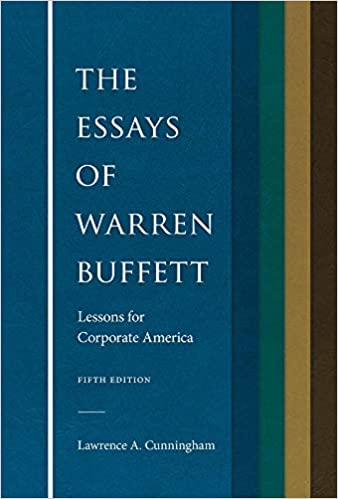 THE
ESSAYS
OF
WARREN
BUFFETT
Lessons for
Corporate America
FIFTH EDITION
Lawrence A. Cunningham